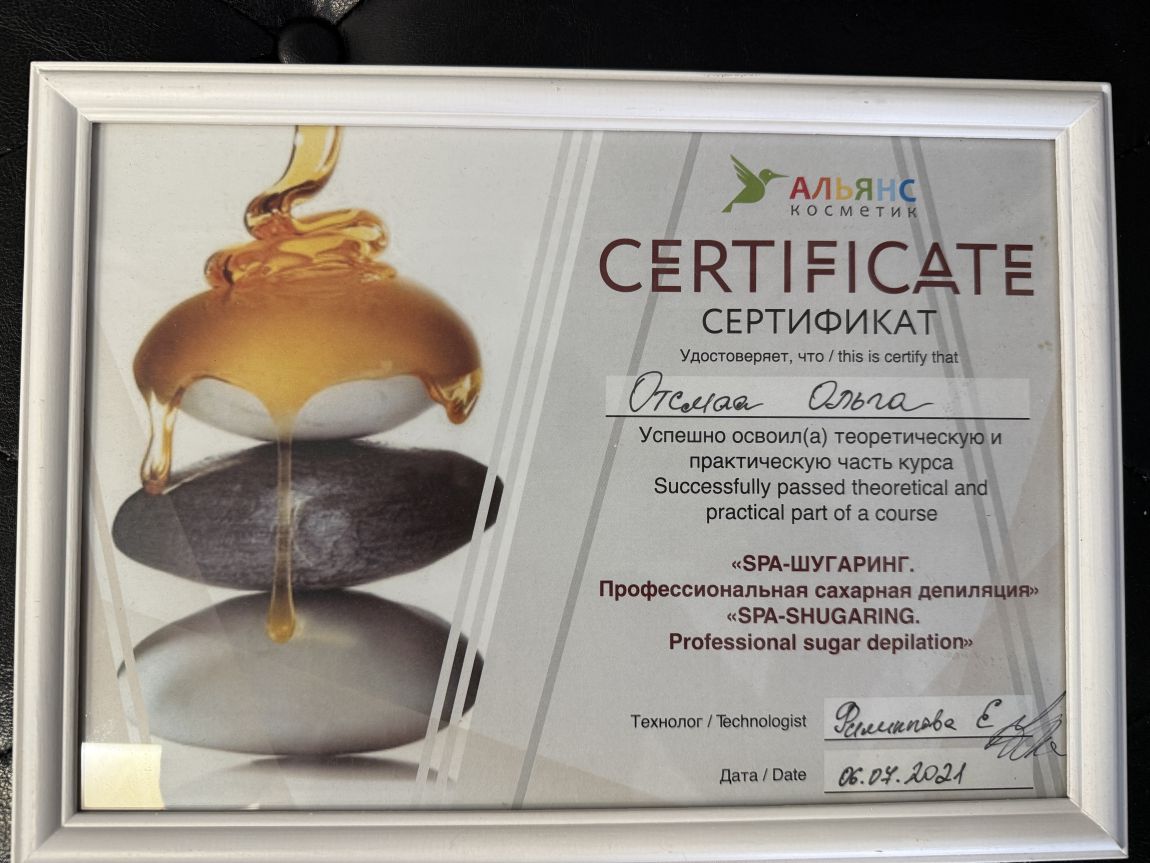 АЛЬЯНС
косметик
CERTIFICATE
СЕРТИФИКАТ
Удостоверяет, что / this is certify that
Отсмаа Ольга
Успешно освоил(а) теоретическую и
практическую часть курса
Successfully passed theoretical and
practical part of a course
«SPA-ШУГАРИНГ.
Профессиональная сахарная депиляция»
«SPA-SHUGARING.
Professional sugar depilation»
Технолог / Technologist Е
Дата / Date 06.07.2021